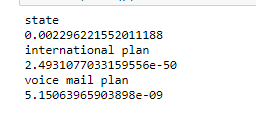 state
0.002296221552011188
international plan
2.4931077033159556e-50
voice mail plan
5.15063965903898e-09